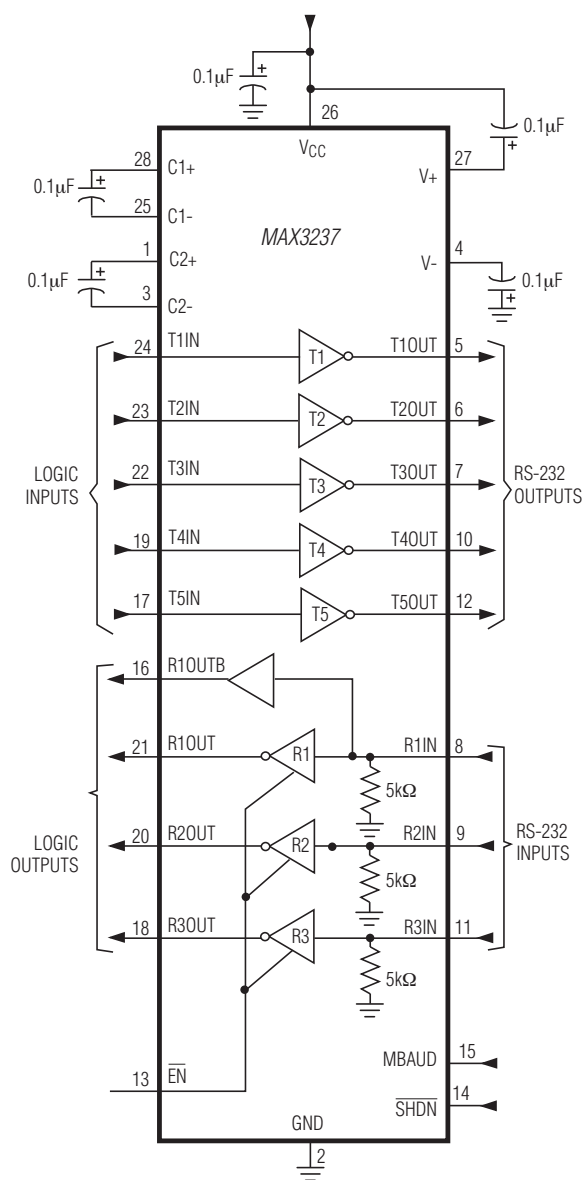 0.1µF +
26
VCC
0.1µF
+
27
V+
28
C1+
0.1µF +
25
C1-
MAX3237
1
C2+
0.1µF +
3
C2-
4
V-
0.1µF
+
LOGIC
INPUTS
24 T1IN T1 T1OUT 5
23 T2IN T2 T2OUT 6
22 T3IN T3 T3OUT 7
19 T4IN T4 T4OUT 10
17 T5IN T5 T5OUT 12
RS-232
OUTPUTS
LOGIC
OUTPUTS
16 R1OUTB
21 R1OUT R1 R1IN 8
5kΩ
20 R2OUT R2 R2IN 9
5kΩ
18 R3OUT R3 R3IN 11
5kΩ
RS-232
INPUTS
MBAUD 15
13 EN
SHDN 14
GND
2